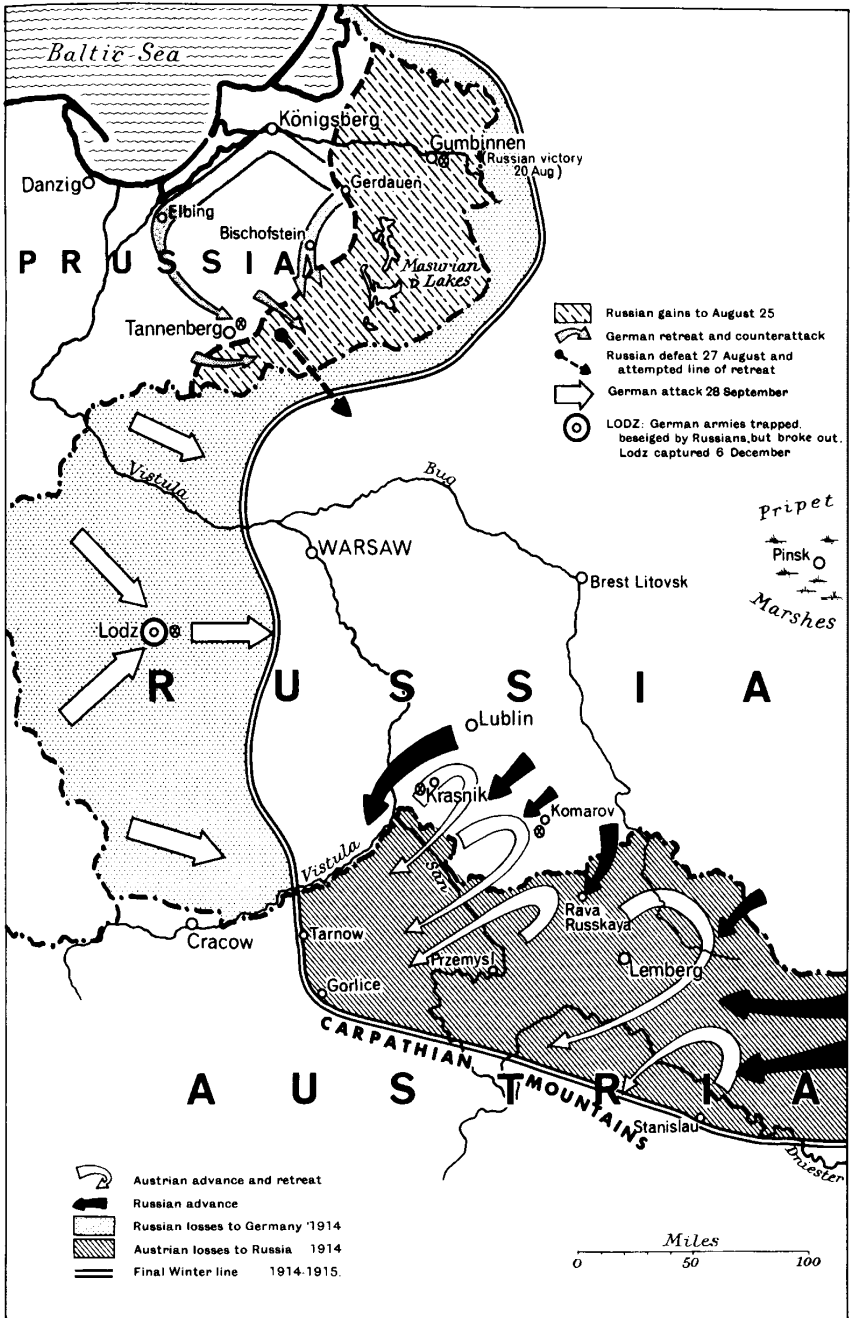 Baltic Sea
Königsberg
Gumbinnen
(Russian victory
20 Aug)
Danzig
Gerdauen
Elbing
Bischofstein
PRUSSIA
Masurian
Lakes
Tannenberg
Russian gains to August 25
German retreat and counterattack
Russian defeat 27 August and
attempted line of retreat
German attack 28 September
LODZ: German armies trapped.
beseiged by Russians, but broke out.
Lodz captured 6 December
Vistula
Bug
Pripet
WARSAW
Pinsk
Brest Litovsk
Marshes
Lodz
RUSSIA
Lublin
Krasnik
Komarov
Vistula
San
Rava
Russkaya
Cracow
Tarnow
Przemysl
Lemberg
Gorlice
CARPATHIAN
MOUNTAINS
AUSTRIA
Stanislau
Dniester
Austrian advance and retreat
Russian advance
Russian losses to Germany '1914
Austrian losses to Russia 1914
Final Winter line 1914-1915.
Miles
0 50 100